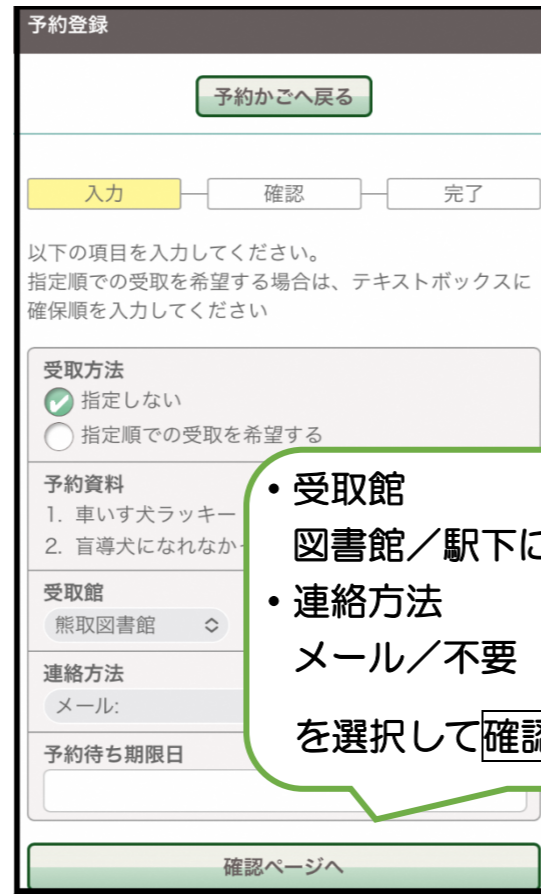 予約登録
予約かごへ戻る
入力
確認
完了
以下の項目を入力してください。
指定順での受取を希望する場合は、テキストボックスに
確保順を入力してください
受取方法
指定しない
指定順での受取を希望する
予約資料
1. 車いす犬ラッキー
2. 盲導犬になれなか
受取館
熊取図書館
連絡方法
メール:
予約待ち期限日
・受取館
図書館／駅下に
・連絡方法
メール／不要
を選択して確認
確認ページへ